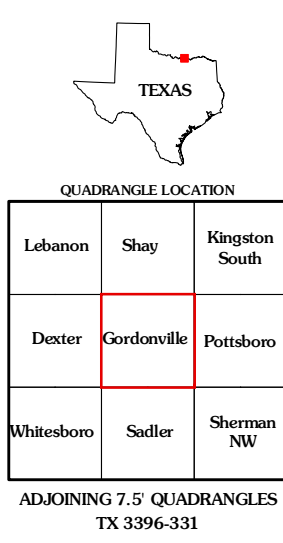 TEXAS
QUADRANGLE LOCATION
Lebanon
Shay
Kingston
South
Dexter
Gordonville
Pottsboro
Whitesboro
Sadler
Sherman
NW
ADJOINING 7.5' QUADRANGLES
TX 3396-331